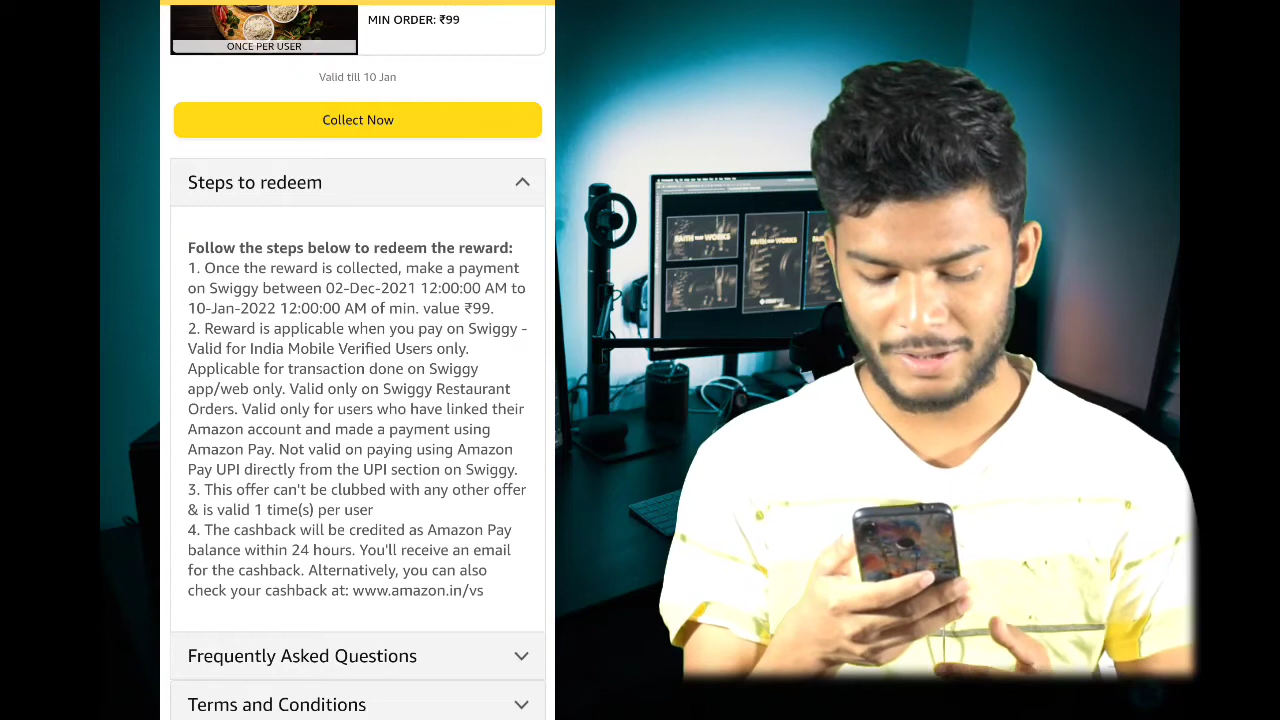 MIN ORDER: ₹99
ONCE PER USER
Valid till 10 Jan
Collect Now
Steps to redeem
Follow the steps below to redeem the reward:
1. Once the reward is collected, make a payment
on Swiggy between 02-Dec-2021 12:00:00 AM to
10-Jan-2022 12:00:00 AM of min. value ₹99.
2. Reward is applicable when you pay on Swiggy -
Valid for India Mobile Verified Users only.
Applicable for transaction done on Swiggy
app/web only. Valid only on Swiggy Restaurant
Orders. Valid only for users who have linked their
Amazon account and made a payment using
Amazon Pay. Not valid on paying using Amazon
Pay UPI directly from the UPI section on Swiggy.
3. This offer can't be clubbed with any other offer
& is valid 1 time(s) per user
4. The cashback will be credited as Amazon Pay
balance within 24 hours. You'll receive an email
for the cashback. Alternatively, you can also
check your cashback at: www.amazon.in/vs
Frequently Asked Questions
Terms and Conditions
FAITH WORKS
FAITH WORKS